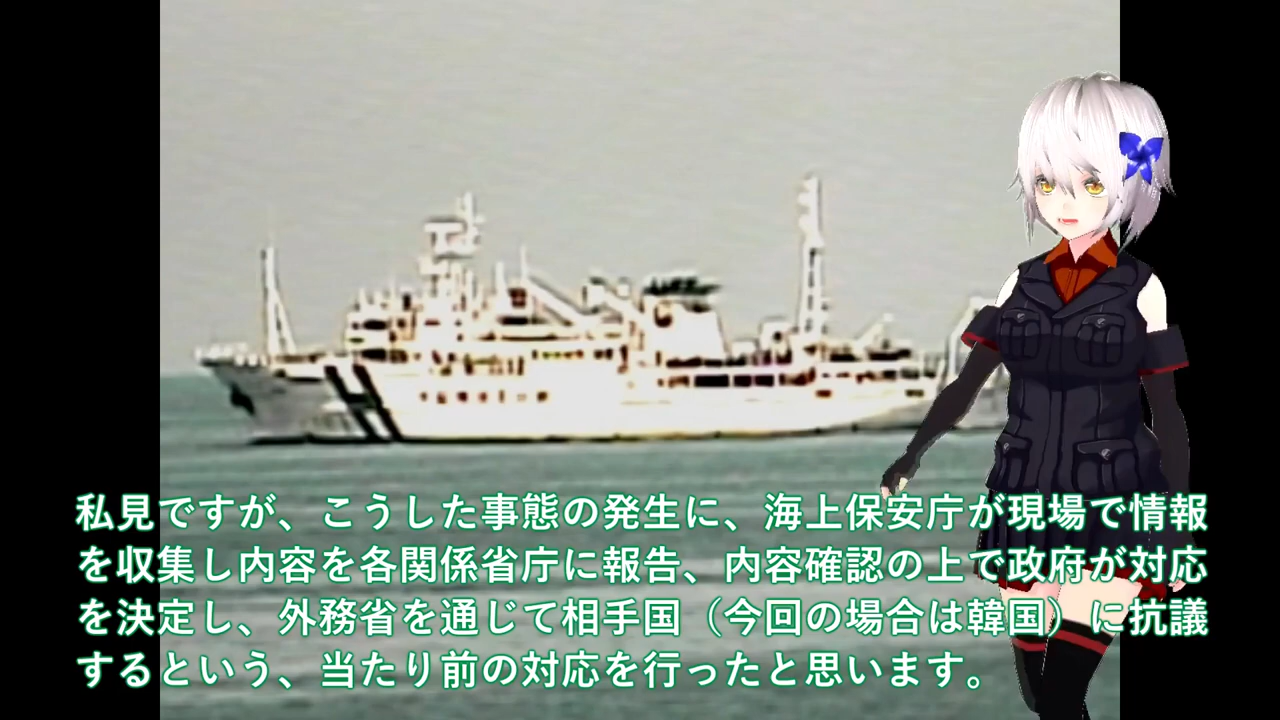 私見ですが、こうした事態の発生に、海上保安庁が現場で情報
を収集し内容を各関係省庁に報告、内容確認の上で政府が対応
を決定し、外務省を通じて相手国（今回の場合は韓国）に抗議
するという、当たり前の対応を行ったと思います。